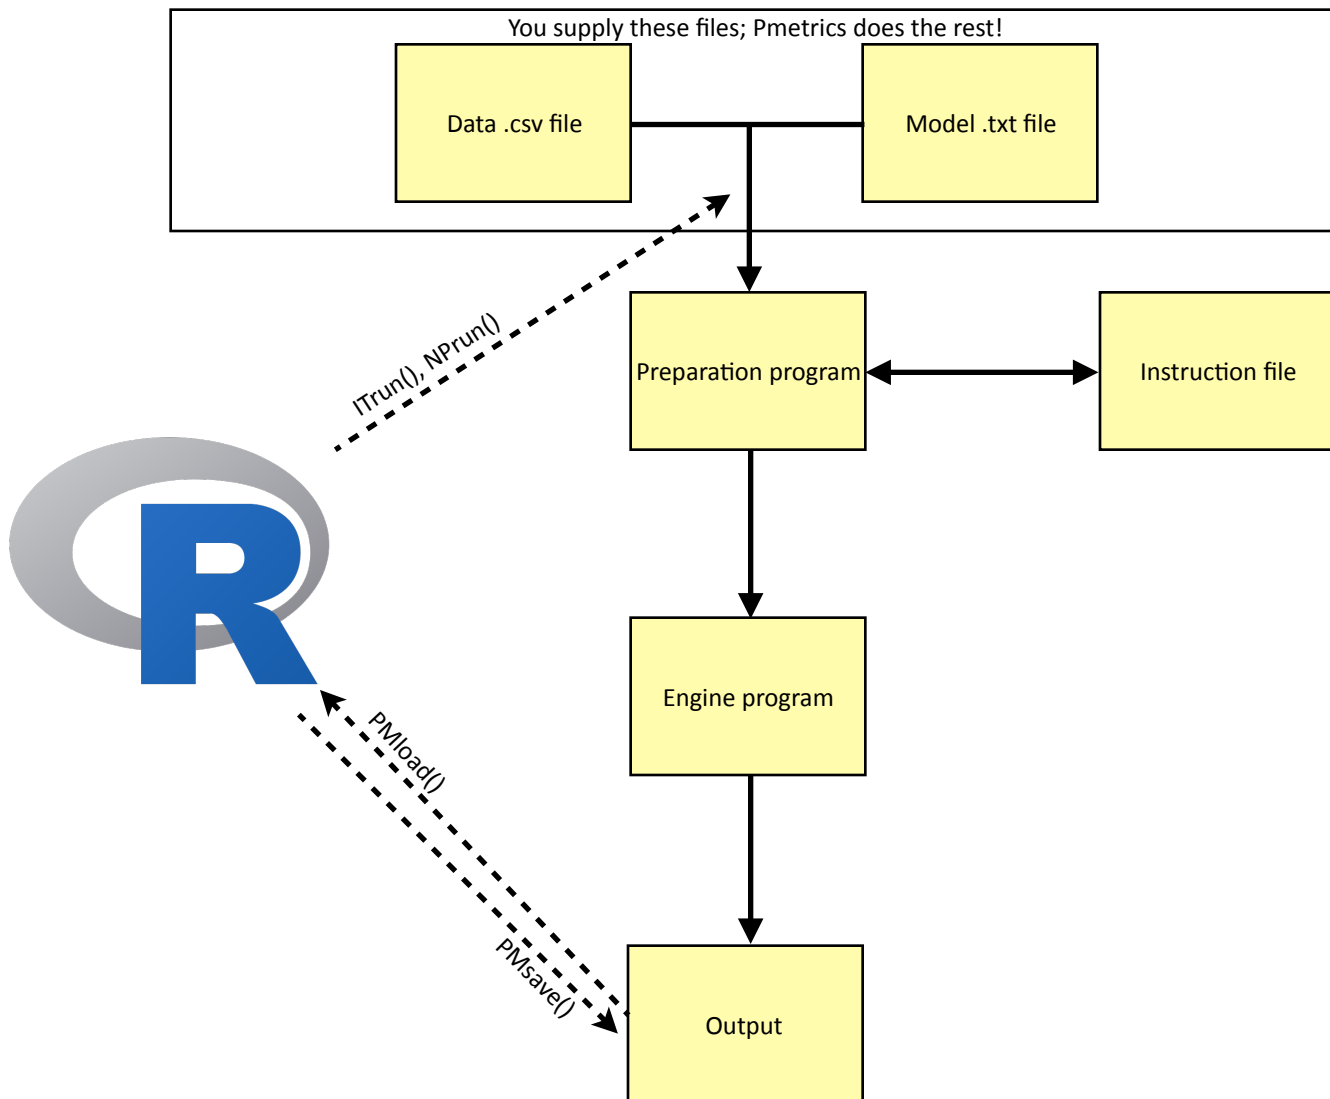 You supply these files; Pmetrics does the rest!
Data .csv file
Model .txt file
ITrun(), NPrun()
Preparation program
Instruction file
R
Engine program
PMload()
PMsave()
Output